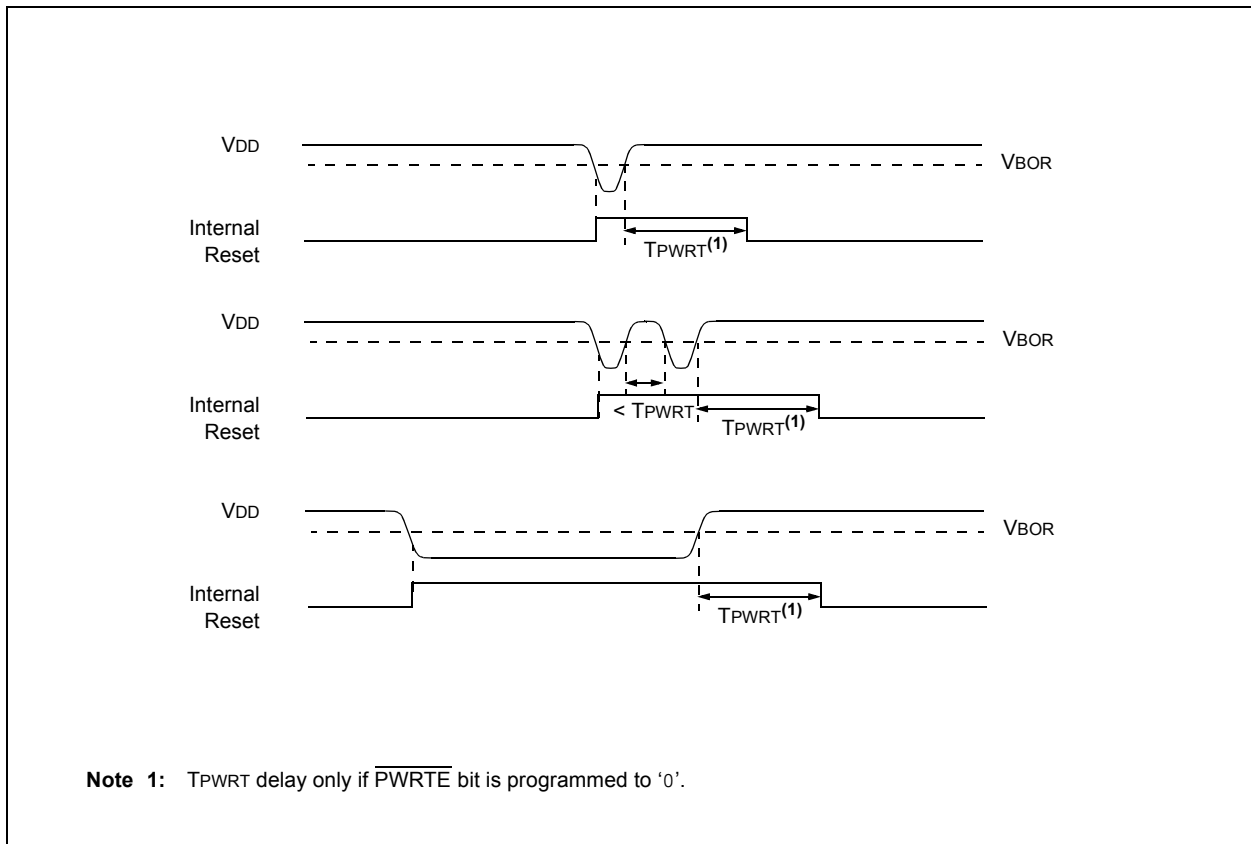 VDD
VBOR
Internal
Reset
TPWRT(1)
VDD
VBOR
Internal
Reset
< TPWRT
TPWRT(1)
VDD
VBOR
Internal
Reset
TPWRT(1)
Note 1: TPWRT delay only if PWRTE bit is programmed to ‘0’.